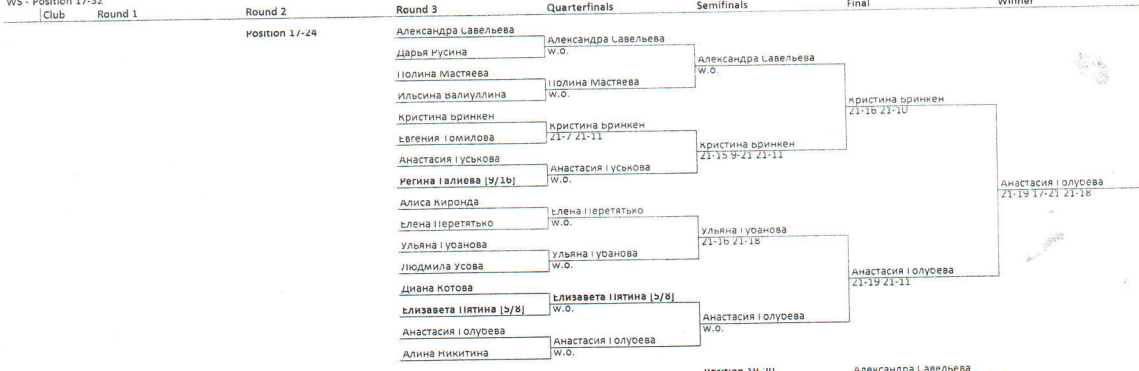 WS - Position 17-32
Club Round 1 Round 2 Round 3 Quarterfinals Semifinals Final Winner
Position 17-24
Александра Савельева
Дарья Русина
Александра Савельева
w.o.
Полина Мастяева
Ильсина Валиуллина
Полина Мастяева
w.o.
Александра Савельева
w.o.
Кристина Бринкен
Евгения Томилова
Кристина Бринкен
21-7 21-11
Анастасия Гуськова
Регина Галиева [9/16]
Анастасия Гуськова
w.o.
Кристина Бринкен
21-15 9-21 21-11
Кристина Бринкен
21-16 21-10
Алиса Киронда
Елена Перетятько
Елена Перетятько
w.o.
Ульяна Губанова
Людмила Усова
Ульяна Губанова
w.o.
Ульяна Губанова
21-16 21-18
Диана Котова
Елизавета Пятина [5/8]
Елизавета Пятина [5/8]
w.o.
Анастасия Голубева
Алина Никитина
Анастасия Голубева
w.o.
Анастасия Голубева
w.o.
Анастасия Голубева
21-19 21-11
Анастасия Голубева
21-19 17-21 21-18
Position 19-20
Александра Савельева